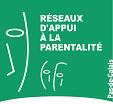 RÉSEAUX
D'APPUI
À LA
PARENTALITÉ
Pas-de-Calais